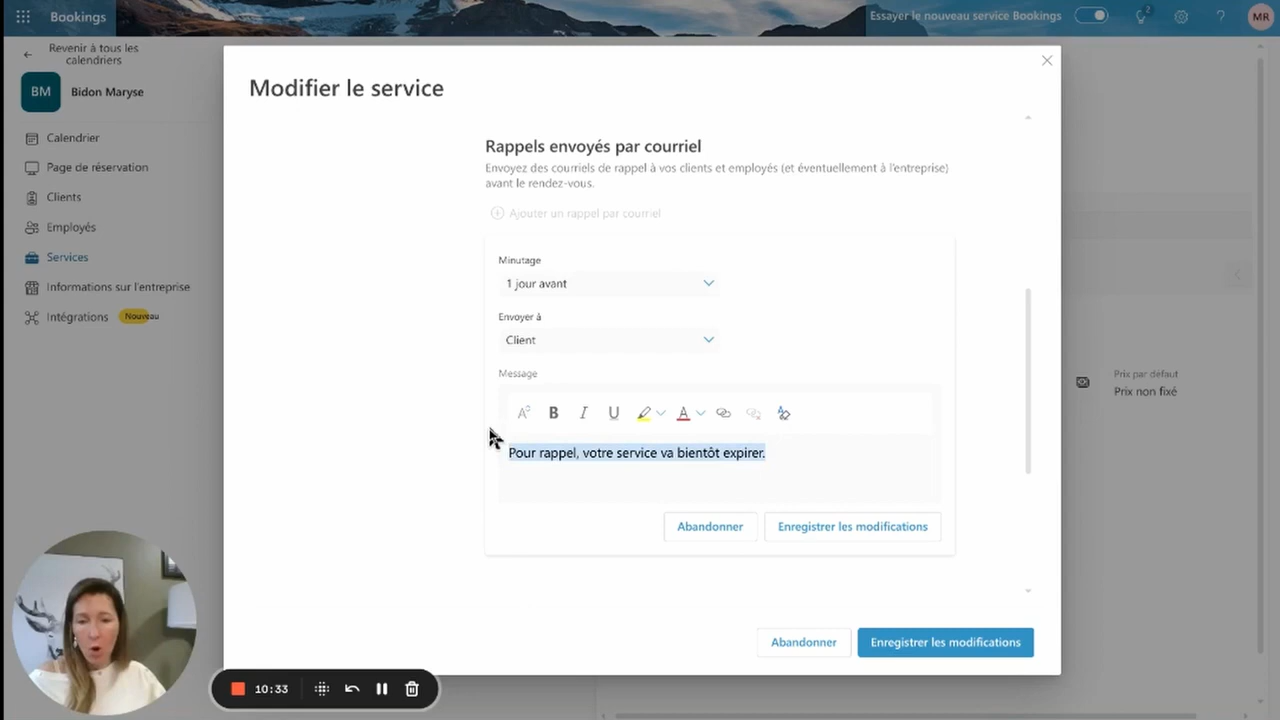 Bookings
Essayer le nouveau service Bookings
2
?
MR
Revenir à tous les
calendriers
BM
Bidon Maryse
Calendrier
Page de réservation
Clients
Employés
Services
Informations sur l'entreprise
Intégrations
Nouveau
Modifier le service
Rappels envoyés par courriel
Envoyez des courriels de rappel à vos clients et employés (et éventuellement à l'entreprise)
avant le rendez-vous.
Ajouter un rappel par courriel
Minutage
1 jour avant
Envoyer à
Client
Message
B I U A
Pour rappel, votre service va bientôt expirer.
Abandonner
Enregistrer les modifications
Prix par défaut
Prix non fixé
Abandonner
Enregistrer les modifications
10:33